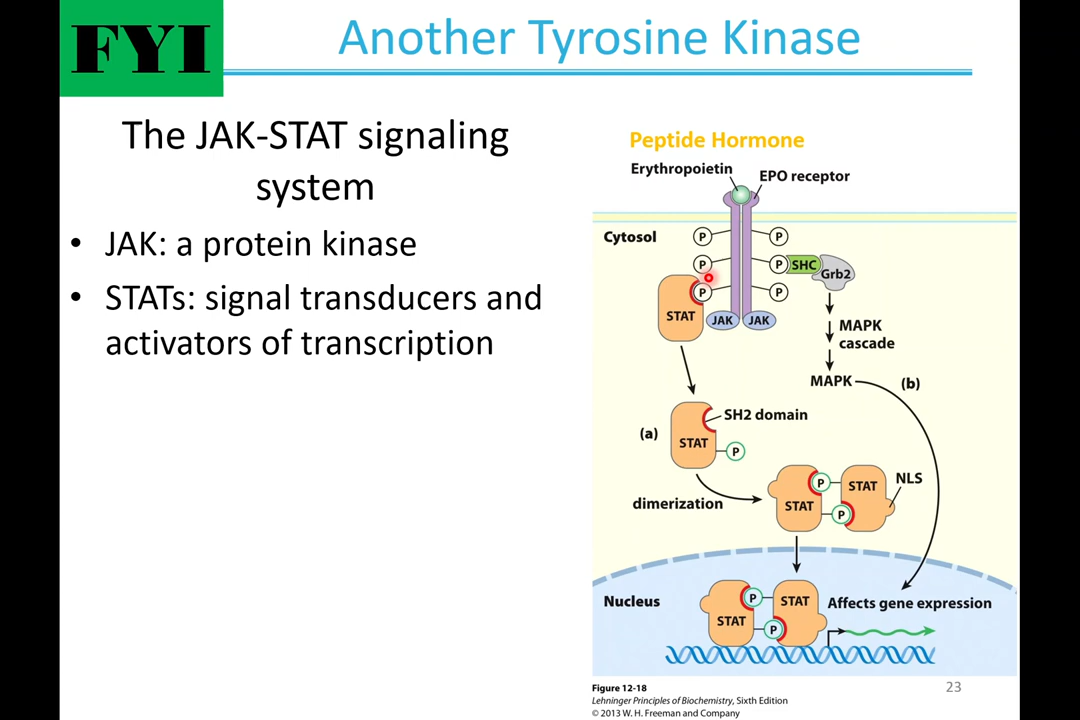 FYI
Another Tyrosine Kinase
The JAK-STAT signaling
system
• JAK: a protein kinase
• STATs: signal transducers and
activators of transcription
Peptide Hormone
Erythropoietin
EPO receptor
Cytosol
P
P
P
P
SHC
Grb2
P
P
STAT
JAK
JAK
MAPK
cascade
MAPK
(b)
SH2 domain
(a)
STAT
P
dimerization
P
STAT
NLS
STAT
P
Nucleus
P
STAT
Affects gene expression
STAT
P
Figure 12-18
Lehninger Principles of Biochemistry, Sixth Edition
© 2013 W. H. Freeman and Company
23